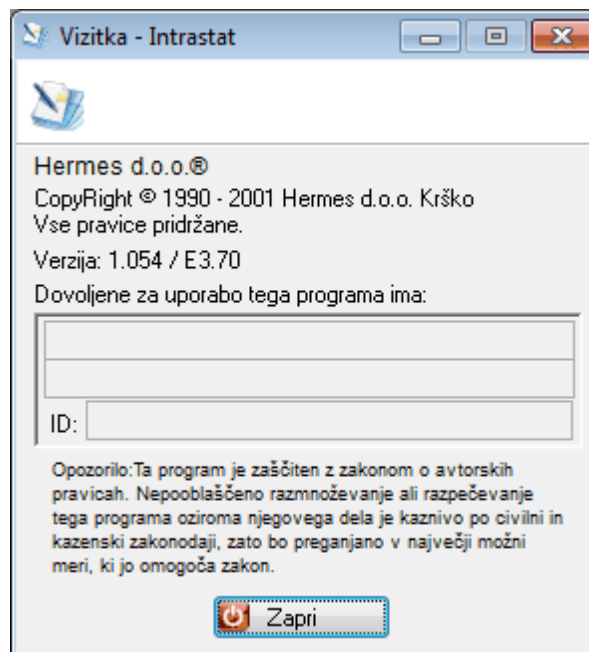 Vizitka - Intrastat
Hermes d.o.o.®
CopyRight © 1990 - 2001 Hermes d.o.o. Krško
Vse pravice pridržane.
Verzija: 1.054 / E3.70
Dovoljene za uporabo tega programa ima:
ID:
Opozorilo:Ta program je zaščiten z zakonom o avtorskih
pravicah. Nepooblaščeno razmnoževanje ali razpečevanje
tega programa oziroma njegovega dela je kaznivo po civilni in
kazenski zakonodaji, zato bo preganjano v največji možni
meri, ki jo omogoča zakon.
Zapri